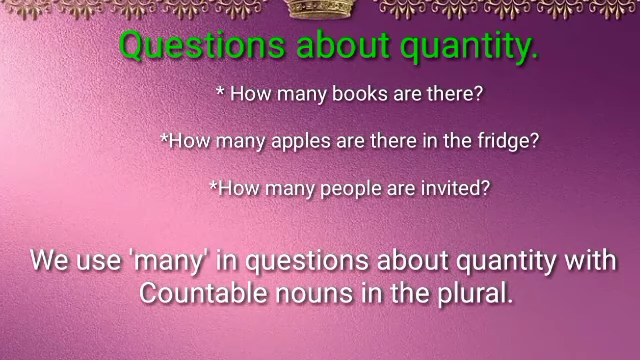 Questions about quantity.
* How many books are there?
*How many apples are there in the fridge?
*How many people are invited?
We use 'many' in questions about quantity with
Countable nouns in the plural.